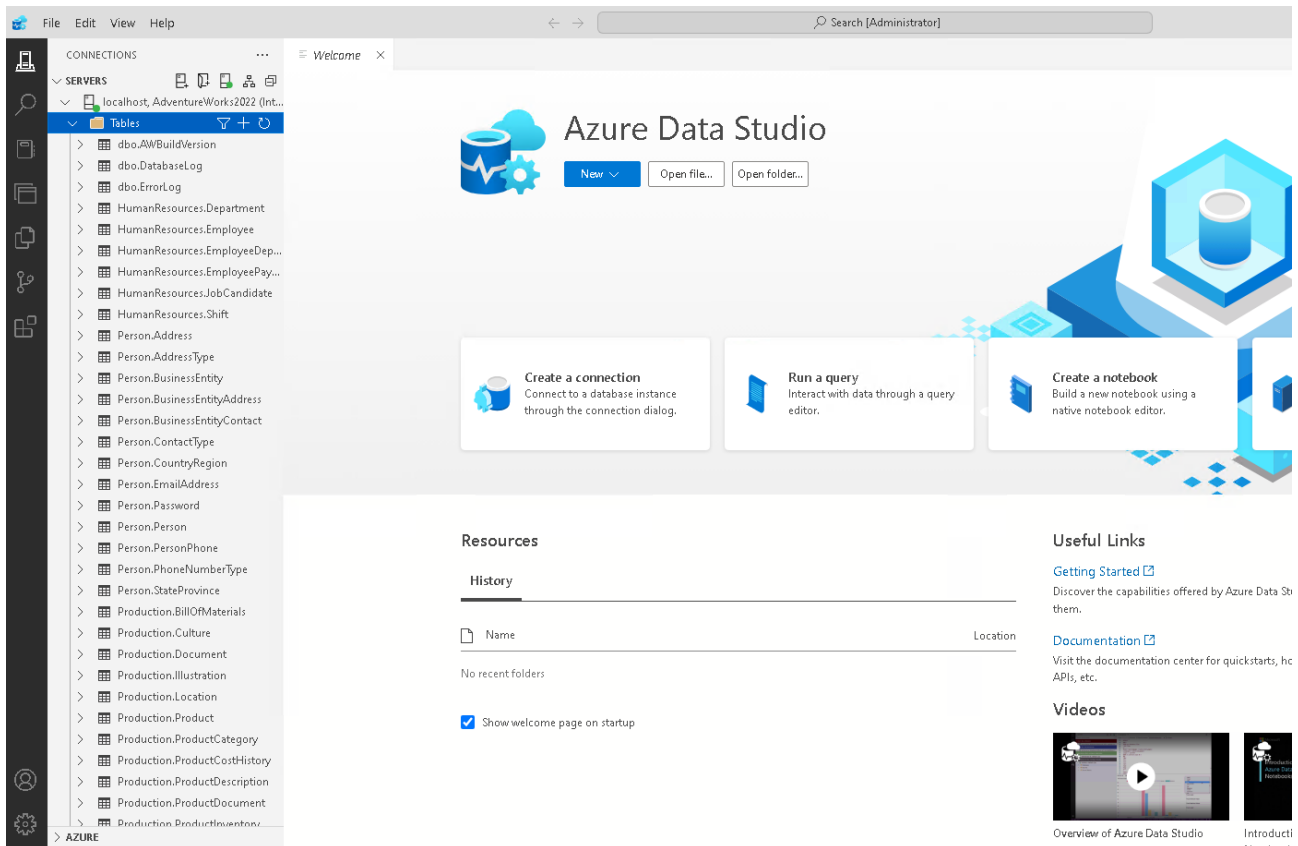 File Edit View Help
Search [Administrator]
CONNECTIONS
Welcome
SERVERS
localhost, AdventureWorks2022 (Int...
Tables
dbo.AWBuildVersion
dbo.DatabaseLog
dbo.ErrorLog
HumanResources.Department
HumanResources.Employee
HumanResources.EmployeeDep...
HumanResources.EmployeePay...
HumanResources.JobCandidate
HumanResources.Shift
Person.Address
Person.AddressType
Person.BusinessEntity
Person.BusinessEntityAddress
Person.BusinessEntityContact
Person.ContactType
Person.CountryRegion
Person.EmailAddress
Person.Password
Person.Person
Person.PersonPhone
Person.PhoneNumberType
Person.StateProvince
Production.BillOfMaterials
Production.Culture
Production.Document
Production.Illustration
Production.Location
Production.Product
Production.ProductCategory
Production.ProductCostHistory
Production.ProductDescription
Production.ProductDocument
Production.ProductInventory
AZURE
Azure Data Studio
New
Open file...
Open folder...
Create a connection
Connect to a database instance
through the connection dialog.
Run a query
Interact with data through a query
editor.
Create a notebook
Build a new notebook using a
native notebook editor.
Resources
History
Name
Location
No recent folders
Show welcome page on startup
Useful Links
Getting Started
Discover the capabilities offered by Azure Data Stu
them.
Documentation
Visit the documentation center for quickstarts, ho
APIs, etc.
Videos
Overview of Azure Data Studio
Introducti